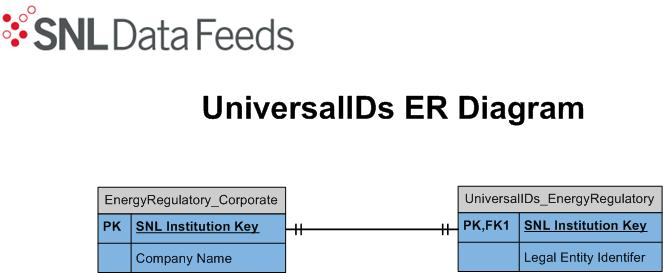 SNL Data Feeds
UniversalIDs ER Diagram
EnergyRegulatory_Corporate
PK SNL Institution Key
Company Name
UniversalIDs_EnergyRegulatory
PK,FK1 SNL Institution Key
Legal Entity Identifer